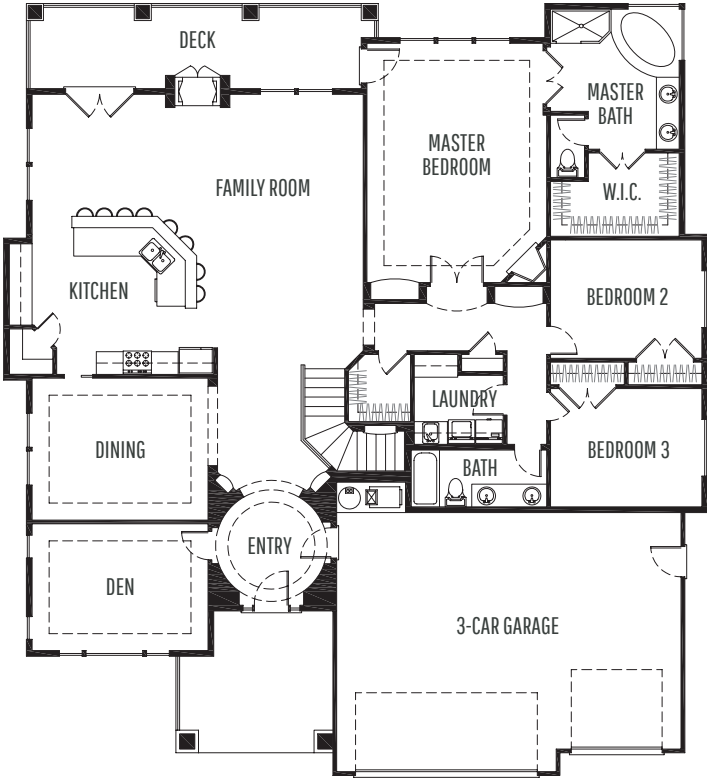 DECK
MASTER
BATH
MASTER
BEDROOM
FAMILY ROOM
W.I.C.
KITCHEN
BEDROOM 2
LAUNDRY
DINING
BEDROOM 3
BATH
ENTRY
DEN
3-CAR GARAGE